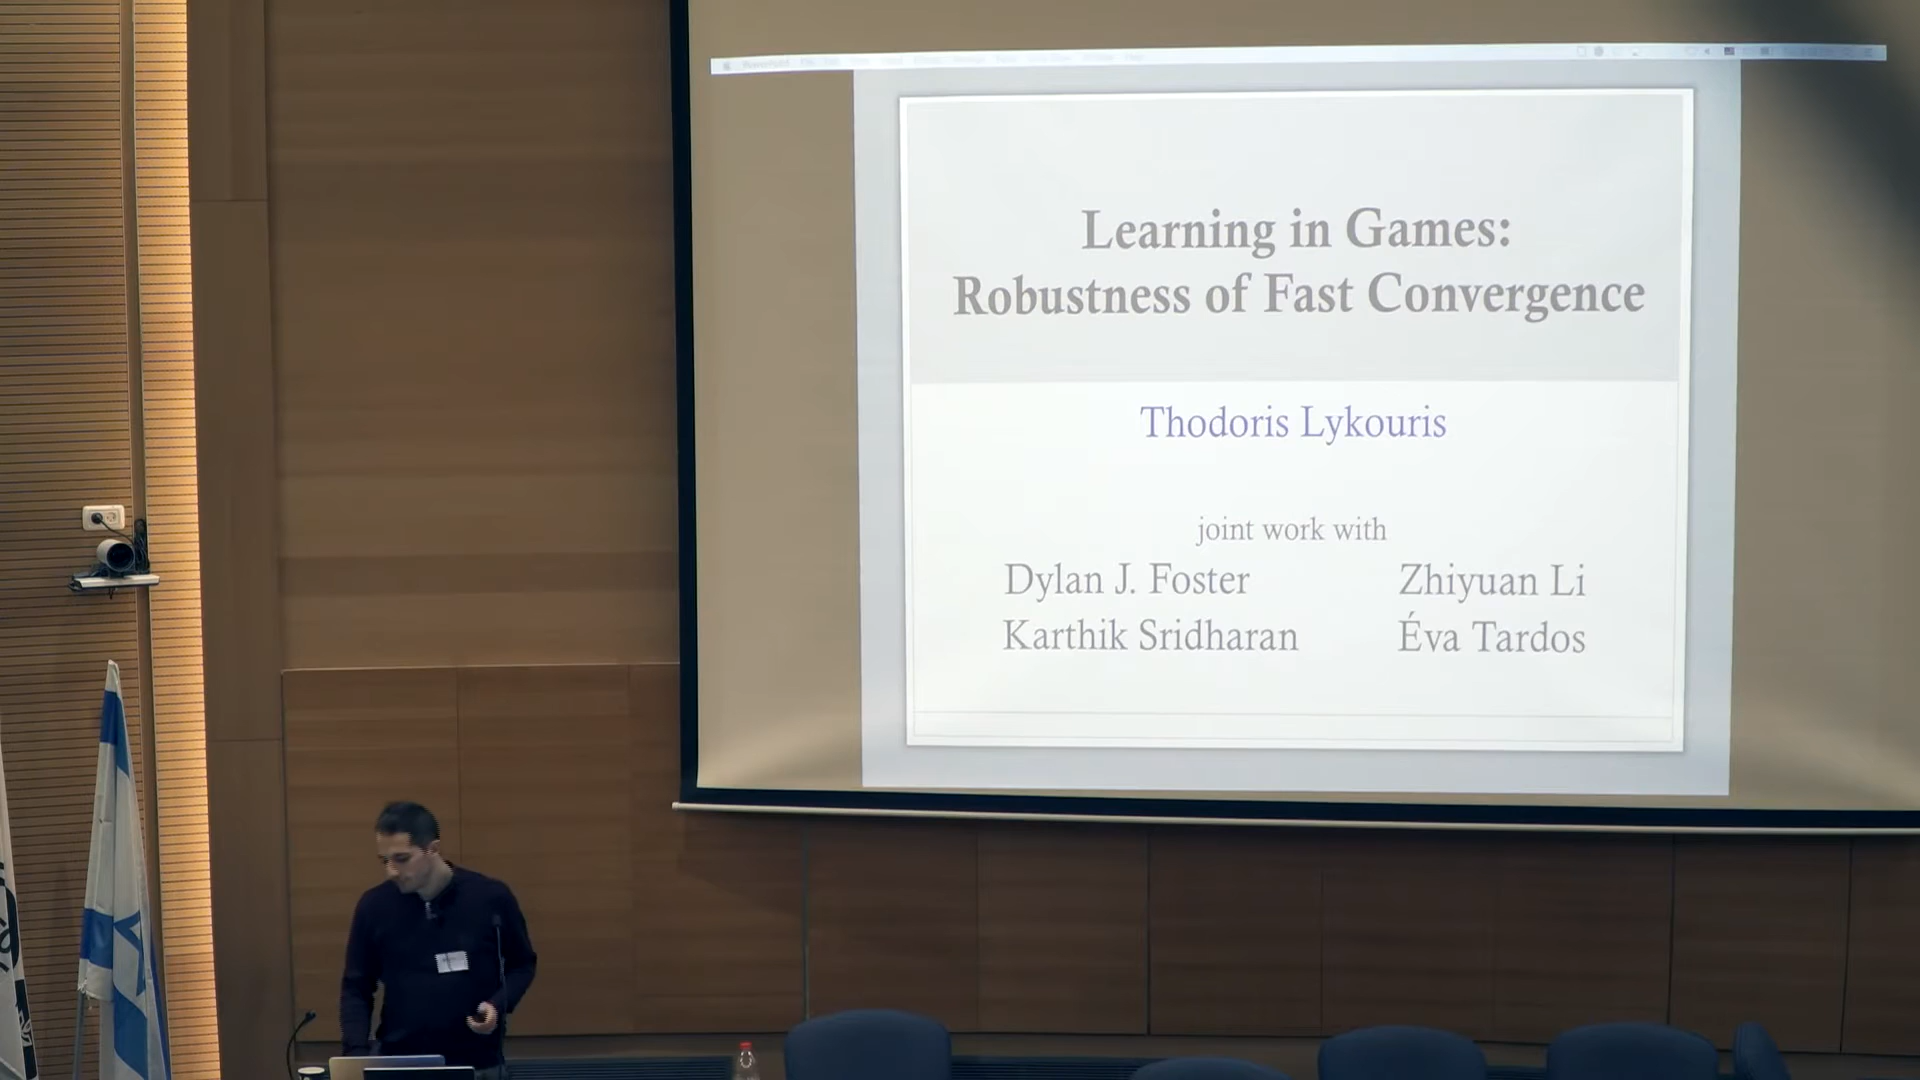 Learning in Games:
Robustness of Fast Convergence
Thodoris Lykouris
joint work with
Dylan J. Foster
Zhiyuan Li
Karthik Sridharan
Éva Tardos